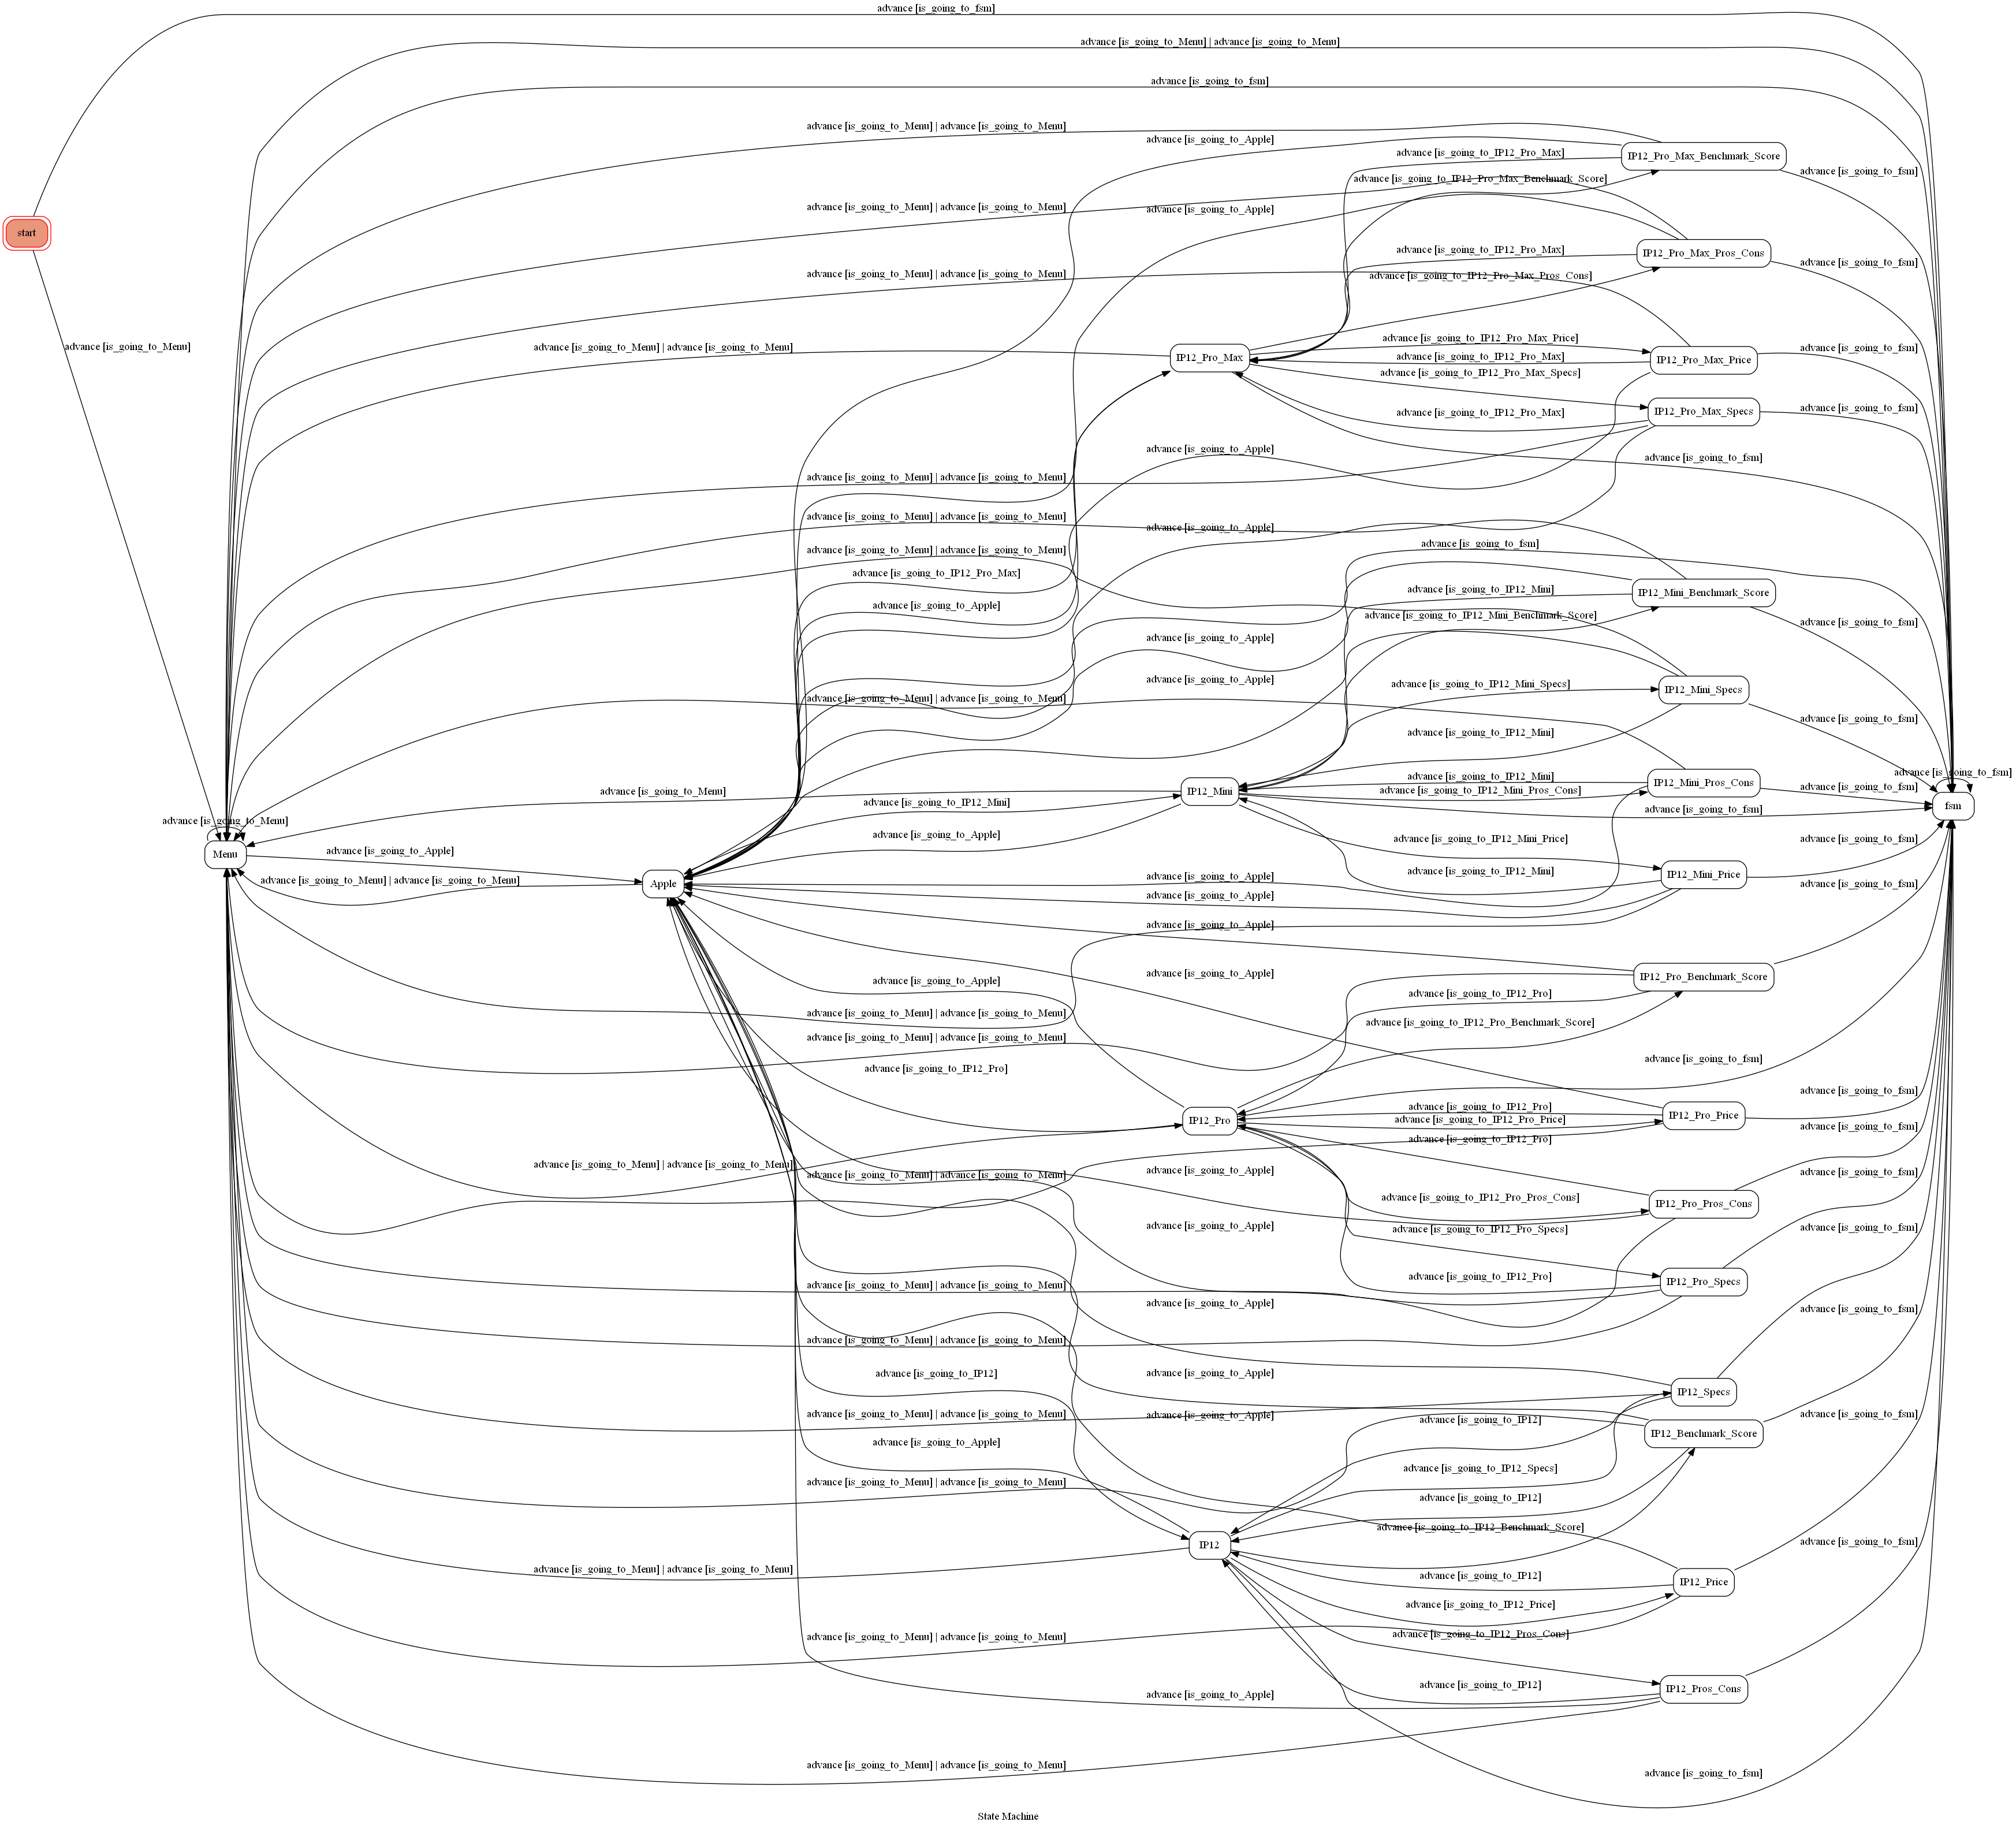 advance [is_going_to_fsm]
advance [is_going_to_Menu] | advance [is_going_to_Menu]
advance [is_going_to_fsm]
advance [is_going_to_Menu] | advance [is_going_to_Menu]
advance [is_going_to_Apple]
advance [is_going_to_IP12_Pro_Max]
IP12_Pro_Max_Benchmark_Score
advance [is_going_to_fsm]
advance [is_going_to_IP12_Pro_Max_Benchmark_Score]
advance [is_going_to_Menu] | advance [is_going_to_Menu]
advance [is_going_to_Apple]
start
advance [is_going_to_IP12_Pro_Max]
IP12_Pro_Max_Pros_Cons
advance [is_going_to_fsm]
advance [is_going_to_Menu] | advance [is_going_to_Menu]
advance [is_going_to_IP12_Pro_Max_Pros_Cons]
advance [is_going_to_IP12_Pro_Max_Price]
advance [is_going_to_Menu]
advance [is_going_to_Menu] | advance [is_going_to_Menu]
IP12_Pro_Max
advance [is_going_to_IP12_Pro_Max]
IP12_Pro_Max_Price
advance [is_going_to_fsm]
advance [is_going_to_IP12_Pro_Max_Specs]
advance [is_going_to_IP12_Pro_Max]
IP12_Pro_Max_Specs
advance [is_going_to_fsm]
advance [is_going_to_Apple]
advance [is_going_to_fsm]
advance [is_going_to_Menu] | advance [is_going_to_Menu]
advance [is_going_to_Menu] | advance [is_going_to_Menu]
advance [is_going_to_Apple]
advance [is_going_to_fsm]
advance [is_going_to_Menu] | advance [is_going_to_Menu]
advance [is_going_to_IP12_Pro_Max]
advance [is_going_to_IP12_Mini]
IP12_Mini_Benchmark_Score
advance [is_going_to_Apple]
advance [is_going_to_IP12_Mini_Benchmark_Score]
advance [is_going_to_fsm]
advance [is_going_to_Apple]
advance [is_going_to_Apple]
advance [is_going_to_IP12_Mini_Specs]
IP12_Mini_Specs
advance [is_going_to_Menu] | advance [is_going_to_Menu]
advance [is_going_to_fsm]
advance [is_going_to_IP12_Mini]
advance [is_going_to_fsm]
advance [is_going_to_IP12_Mini]
IP12_Mini_Pros_Cons
advance [is_going_to_fsm]
advance [is_going_to_Menu]
IP12_Mini
advance [is_going_to_IP12_Mini_Pros_Cons]
advance [is_going_to_IP12_Mini]
advance [is_going_to_fsm]
fsm
advance [is_going_to_Menu]
advance [is_going_to_Apple]
advance [is_going_to_IP12_Mini_Price]
advance [is_going_to_fsm]
Menu
advance [is_going_to_Apple]
advance [is_going_to_IP12_Mini]
IP12_Mini_Price
advance [is_going_to_Menu] | advance [is_going_to_Menu]
Apple
advance [is_going_to_Apple]
advance [is_going_to_fsm]
advance [is_going_to_Apple]
advance [is_going_to_Apple]
advance [is_going_to_Apple]
advance [is_going_to_Apple]
IP12_Pro_Benchmark_Score
advance [is_going_to_IP12_Pro]
advance [is_going_to_Menu] | advance [is_going_to_Menu]
advance [is_going_to_IP12_Pro_Benchmark_Score]
advance [is_going_to_Menu] | advance [is_going_to_Menu]
advance [is_going_to_fsm]
advance [is_going_to_IP12_Pro]
advance [is_going_to_fsm]
IP12_Pro
advance [is_going_to_IP12_Pro]
IP12_Pro_Price
advance [is_going_to_IP12_Pro_Price]
advance [is_going_to_fsm]
advance [is_going_to_IP12_Pro]
advance [is_going_to_Menu] | advance [is_going_to_Menu]
advance [is_going_to_Apple]
advance [is_going_to_Menu] | advance [is_going_to_Menu]
advance [is_going_to_fsm]
advance [is_going_to_IP12_Pro_Pros_Cons]
IP12_Pro_Pros_Cons
advance [is_going_to_Apple]
advance [is_going_to_IP12_Pro_Specs]
advance [is_going_to_fsm]
advance [is_going_to_IP12_Pro]
IP12_Pro_Specs
advance [is_going_to_Menu] | advance [is_going_to_Menu]
advance [is_going_to_Apple]
advance [is_going_to_fsm]
advance [is_going_to_Menu] | advance [is_going_to_Menu]
advance [is_going_to_IP12]
advance [is_going_to_Apple]
IP12_Specs
advance [is_going_to_Menu] | advance [is_going_to_Menu]
advance [is_going_to_Apple]
advance [is_going_to_IP12]
advance [is_going_to_fsm]
IP12_Benchmark_Score
advance [is_going_to_Apple]
advance [is_going_to_IP12_Specs]
advance [is_going_to_Menu] | advance [is_going_to_Menu]
advance [is_going_to_IP12]
advance [is_going_to_IP12_Benchmark_Score]
advance [is_going_to_fsm]
IP12
advance [is_going_to_Menu] | advance [is_going_to_Menu]
advance [is_going_to_IP12]
IP12_Price
advance [is_going_to_IP12_Price]
advance [is_going_to_Menu] | advance [is_going_to_Menu]
advance [is_going_to_IP12_Pros_Cons]
advance [is_going_to_IP12]
IP12_Pros_Cons
advance [is_going_to_Apple]
advance [is_going_to_Menu] | advance [is_going_to_Menu]
advance [is_going_to_fsm]
State Machine